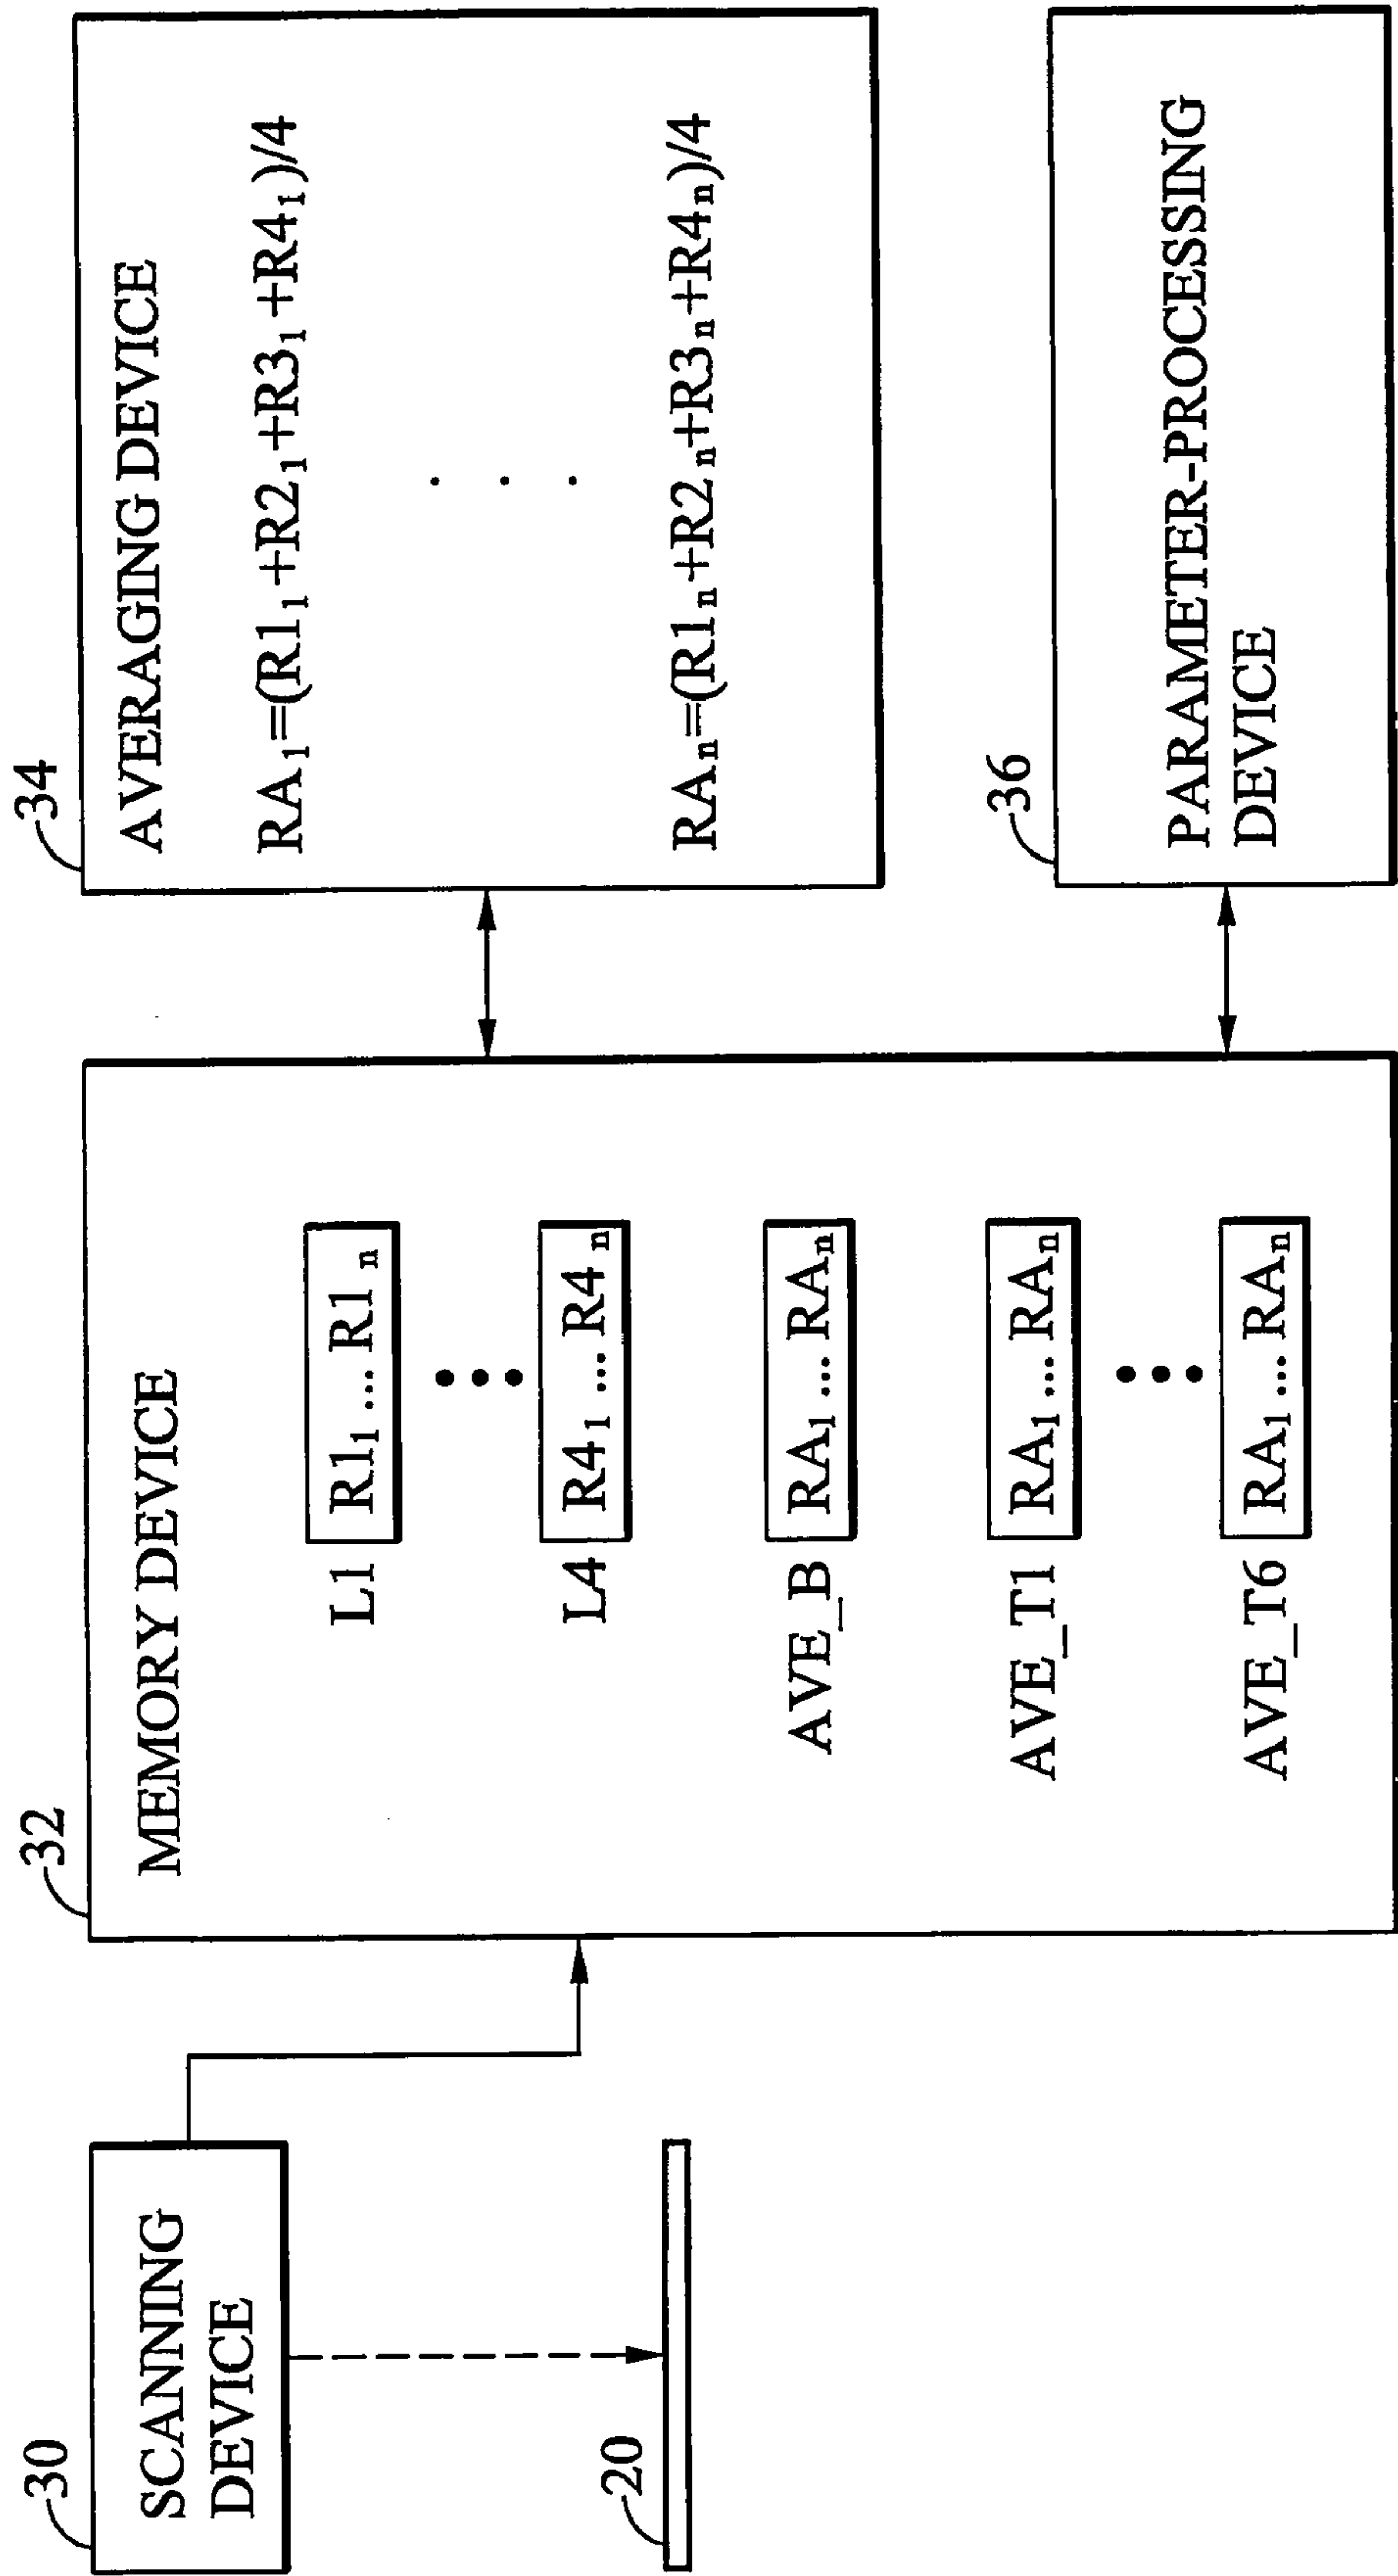 30
SCANNING
DEVICE
20
32
MEMORY DEVICE
L1 R1₁ ... R1ₙ
L4 R4₁ ... R4ₙ
AVE_B RA₁ ... RAₙ
AVE_T1 RA₁ ... RAₙ
AVE_T6 RA₁ ... RAₙ
34
AVERAGING DEVICE
RA₁=(R1₁+R2₁+R3₁+R4₁)/4
RAₙ=(R1ₙ+R2ₙ+R3ₙ+R4ₙ)/4
36
PARAMETER-PROCESSING
DEVICE